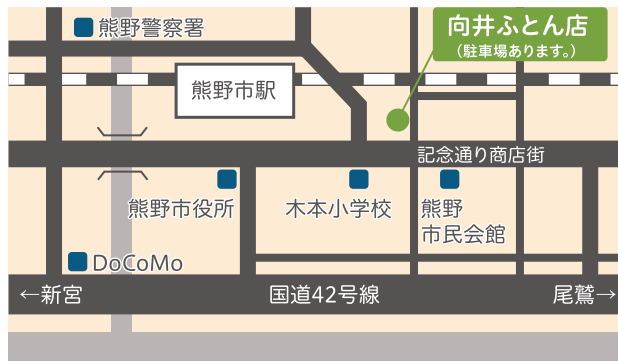 熊野警察署
向井ふとん店
（駐車場あります。）
熊野市駅
記念通り商店街
熊野市役所
木本小学校
熊野
市民会館
DoCoMo
←新宮
国道42号線
尾鷲→